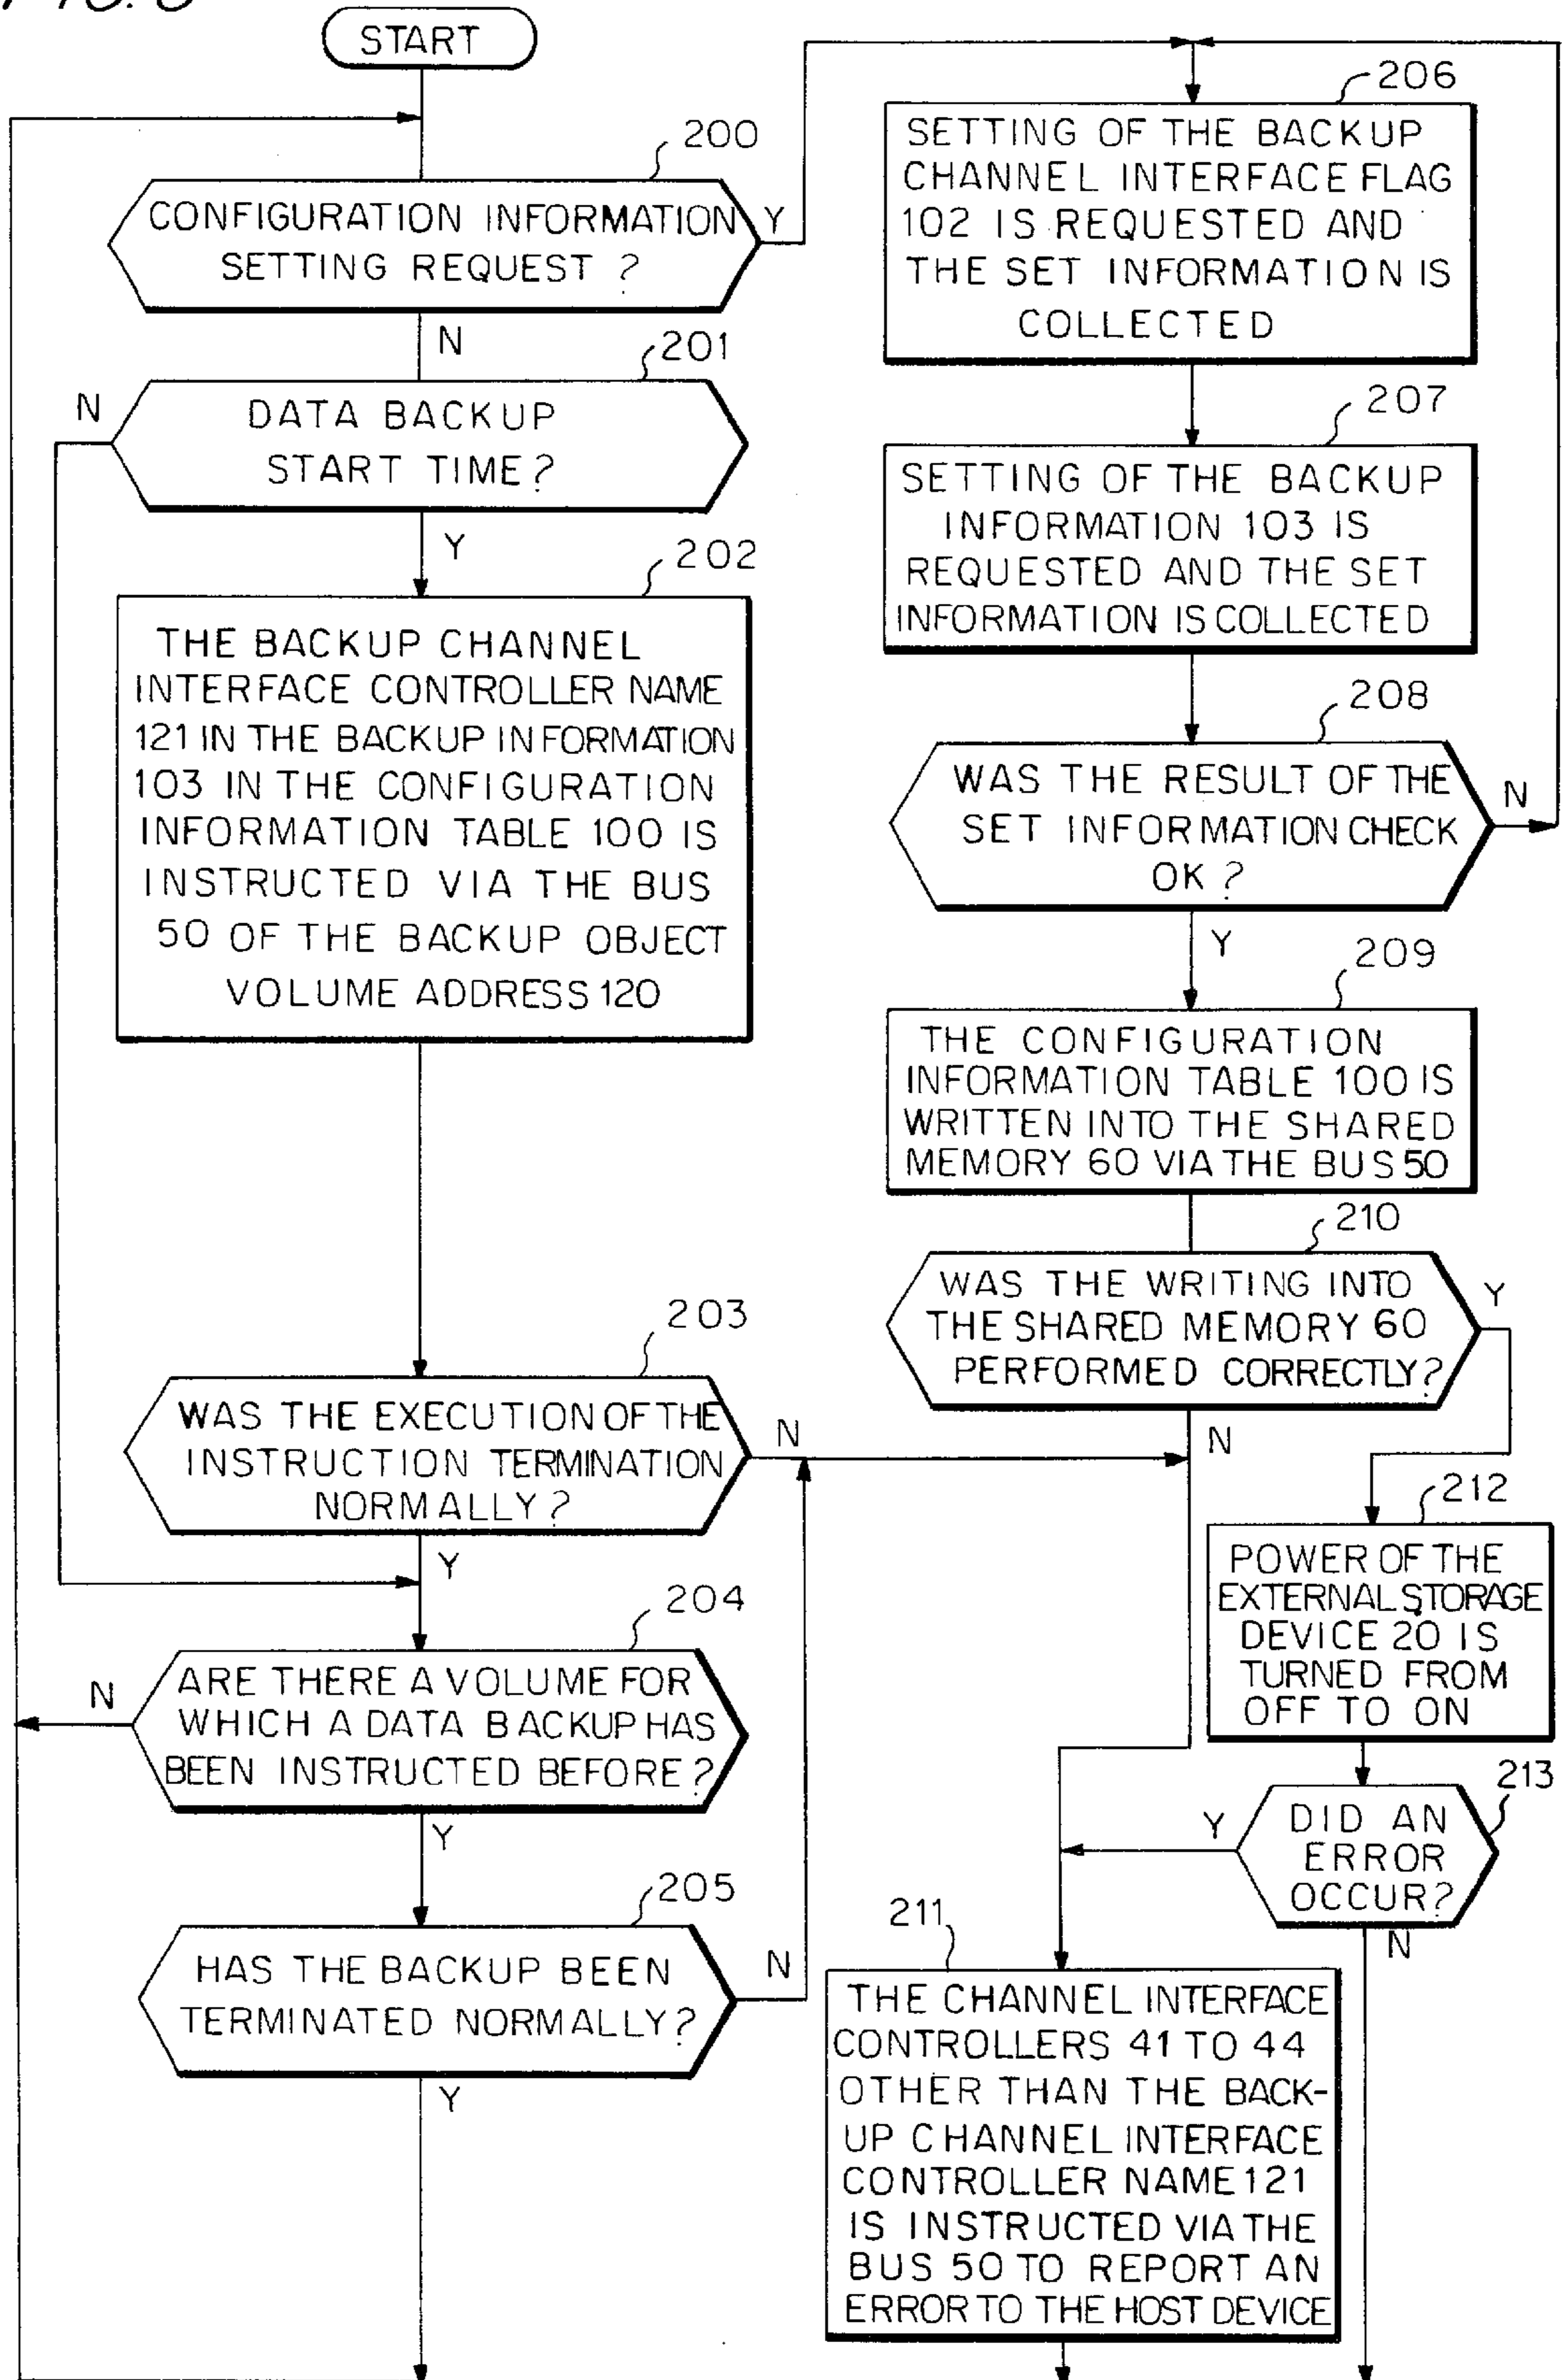 START
200
CONFIGURATION INFORMATION
SETTING REQUEST ?
Y
N
201
DATA BACKUP
START TIME?
N
Y
202
THE BACKUP CHANNEL
INTERFACE CONTROLLER NAME
121 IN THE BACKUP INFORMATION
103 IN THE CONFIGURATION
INFORMATION TABLE 100 IS
INSTRUCTED VIA THE BUS
50 OF THE BACKUP OBJECT
VOLUME ADDRESS 120
203
WAS THE EXECUTION OF THE
INSTRUCTION TERMINATION
NORMALLY?
N
Y
204
ARE THERE A VOLUME FOR
WHICH A DATA BACKUP HAS
BEEN INSTRUCTED BEFORE?
N
Y
205
HAS THE BACKUP BEEN
TERMINATED NORMALLY?
N
Y
206
SETTING OF THE BACKUP
CHANNEL INTERFACE FLAG
102 IS REQUESTED AND
THE SET INFORMATION IS
COLLECTED
207
SETTING OF THE BACKUP
INFORMATION 103 IS
REQUESTED AND THE SET
INFORMATION IS COLLECTED
208
WAS THE RESULT OF THE
SET INFORMATION CHECK
OK ?
N
Y
209
THE CONFIGURATION
INFORMATION TABLE 100 IS
WRITTEN INTO THE SHARED
MEMORY 60 VIA THE BUS 50
210
WAS THE WRITING INTO
THE SHARED MEMORY 60
PERFORMED CORRECTLY?
Y
N
212
POWER OF THE
EXTERNAL STORAGE
DEVICE 20 IS
TURNED FROM
OFF TO ON
213
DID AN
ERROR
OCCUR?
Y
N
211
THE CHANNEL INTERFACE
CONTROLLERS 41 TO 44
OTHER THAN THE BACK-
UP CHANNEL INTERFACE
CONTROLLER NAME 121
IS INSTRUCTED VIA THE
BUS 50 TO REPORT AN
ERROR TO THE HOST DEVICE